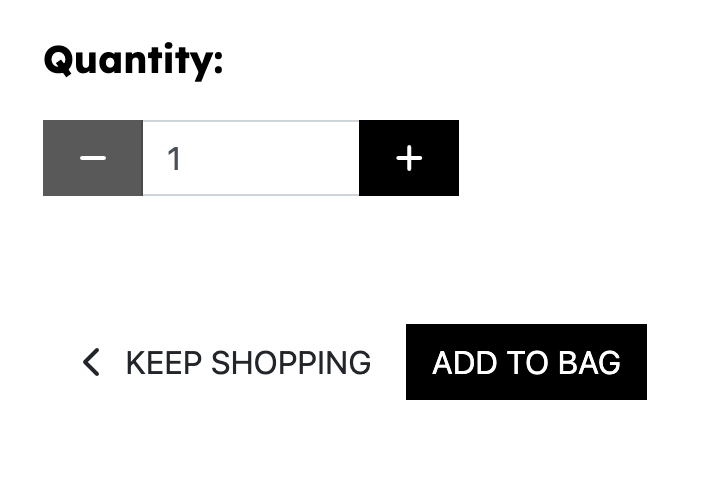 Quantity:
− 1 +
KEEP SHOPPING ADD TO BAG